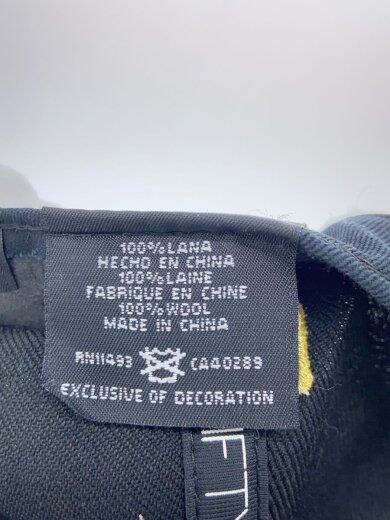 100% LANA
HECHO EN CHINA
100% LAINE
FABRIQUE EN CHINE
100% WOOL
MADE IN CHINA
RN11493 CA40289
EXCLUSIVE OF DECORATION
FTY